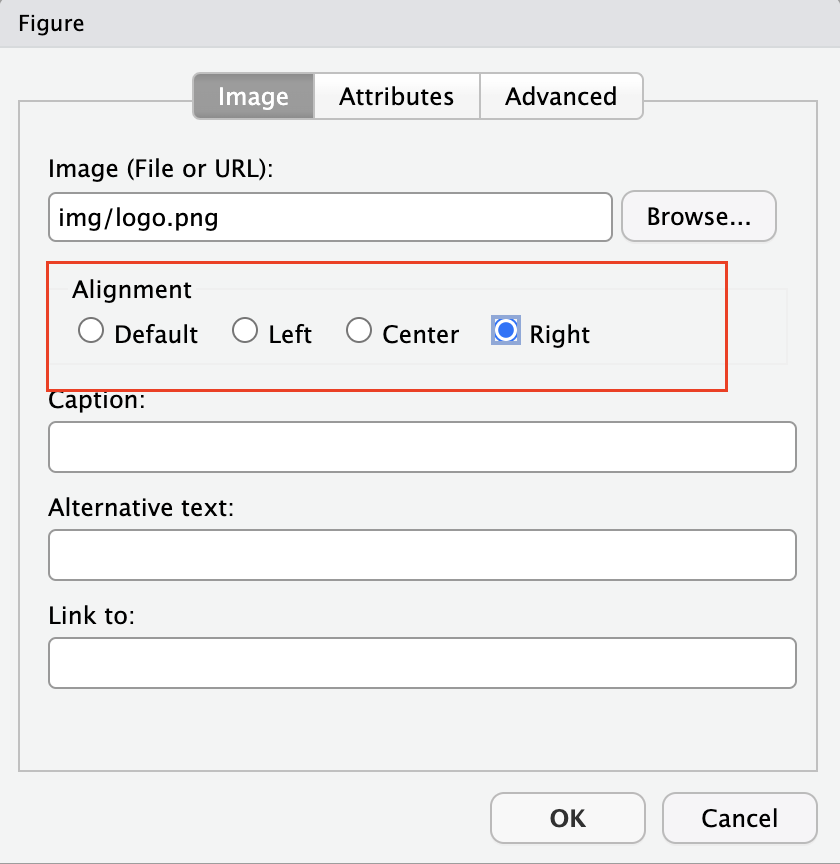 Figure
Image Attributes Advanced
Image (File or URL):
img/logo.png Browse...
Alignment
Default Left Center Right
Caption:
Alternative text:
Link to:
OK Cancel